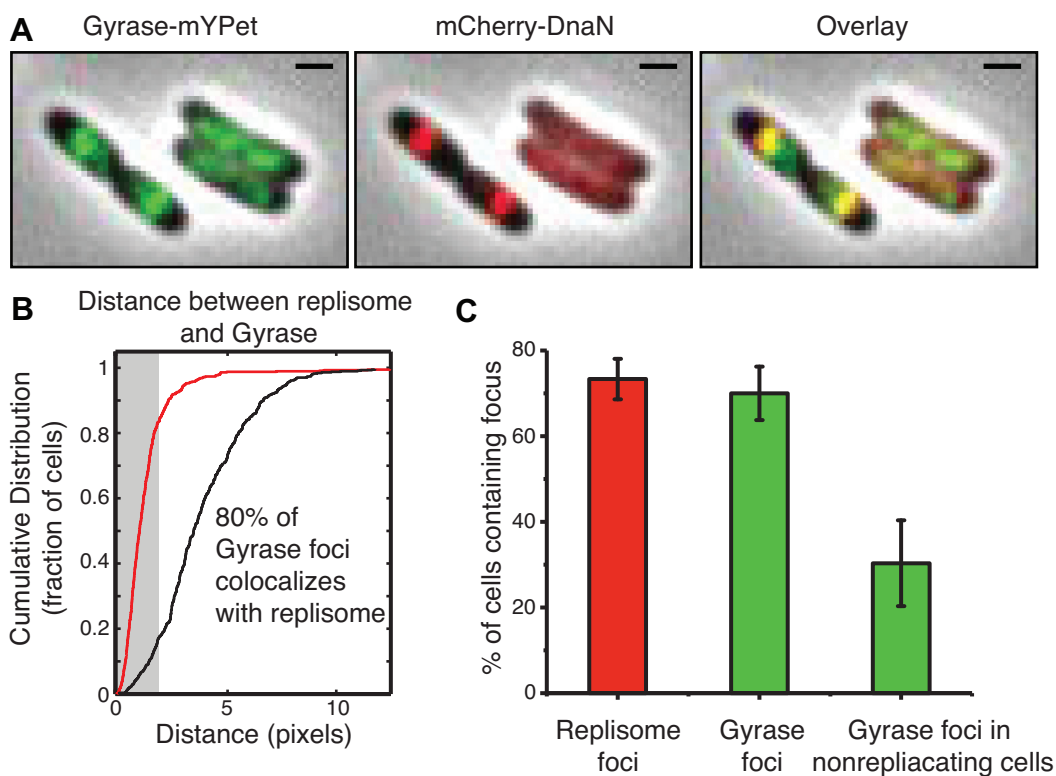 A
Gyrase-mYPet
mCherry-DnaN
Overlay
B
Distance between replisome
and Gyrase
Cumulative Distribution
(fraction of cells)
1
0.8
0.6
0.4
0.2
0
80% of
Gyrase foci
colocalizes
with replisome
0
5
10
Distance (pixels)
C
% of cells containing focus
80
60
40
20
0
Replisome
foci
Gyrase
foci
Gyrase foci in
nonrepliacating cells